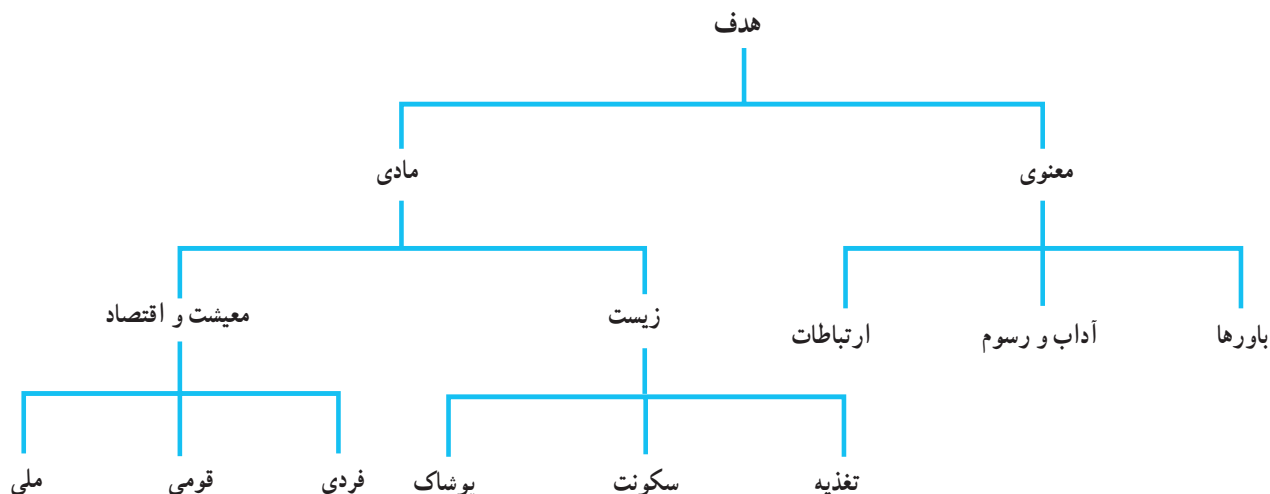 هدف
معنوی
مادی
باورها
آداب و رسوم
ارتباطات
زیست
معیشت و اقتصاد
تغذیه
سکونت
پوشاک
فردی
قومی
ملی